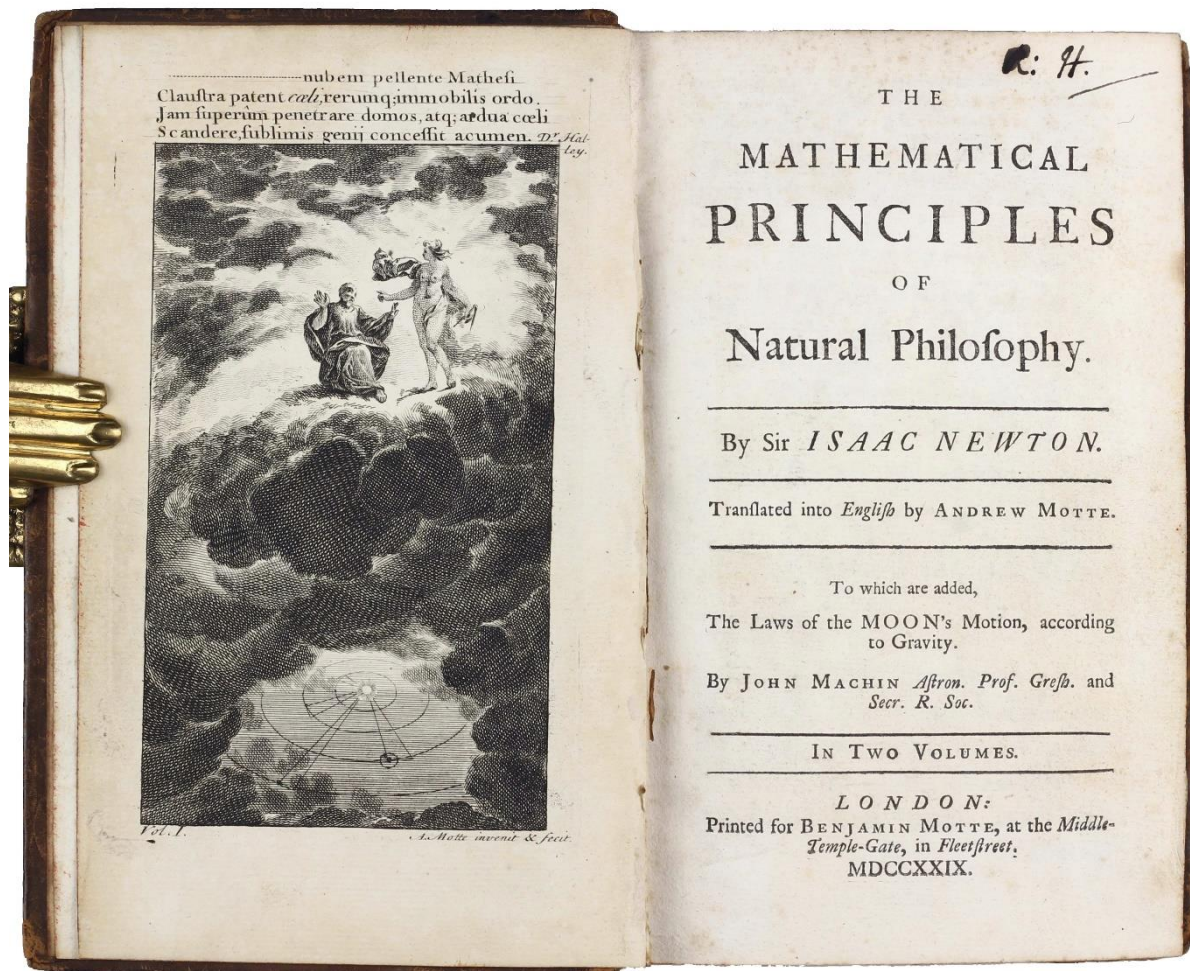 nubem pellente Matheſi
Clauſtra patent cœli,rerumq;immobilis ordo.
Jam ſuperûm penetrare domos, atq; ardua cœli
Scandere,ſublimis genij conceſſit acumen. Dr. Hal-
ley.
Vol. I.
A. Motte invenit & fecit.
R: H.
THE
MATHEMATICAL
PRINCIPLES
OF
Natural Philoſophy.
By Sir ISAAC NEWTON.
Tranſlated into Engliſh by ANDREW MOTTE.
To which are added,
The Laws of the MOON's Motion, according
to Gravity.
By JOHN MACHIN Aſtron. Prof. Greſh. and
Secr. R. Soc.
IN TWO VOLUMES.
LONDON:
Printed for BENJAMIN MOTTE, at the Middle-
Temple-Gate, in Fleetſtreet.
MDCCXXIX.